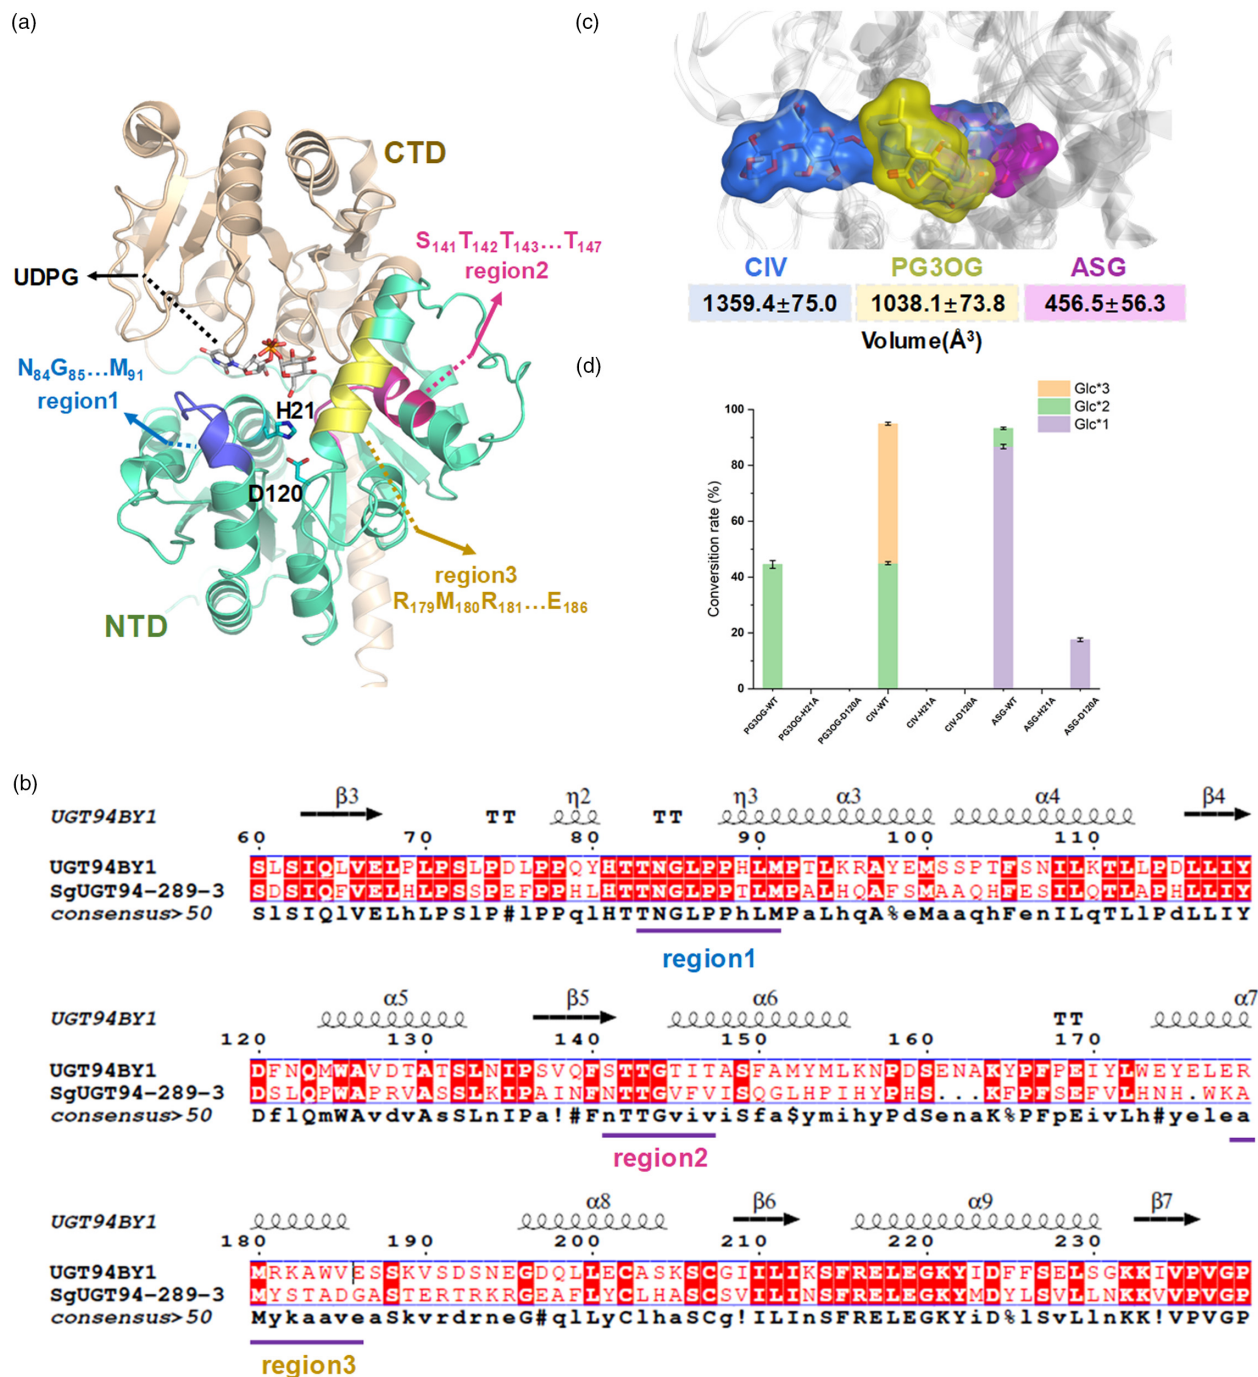 (a)
CTD
UDPG
S141T142T143...T147
region2
N84G85...M91
region1
H21
D120
region3
R179M180R181...E186
NTD
(c)
CIV PG3OG ASG
1359.4±75.0 1038.1±73.8 456.5±56.3
Volume(Å3)
(d)
Glc*3
Glc*2
Glc*1
Conversition rate (%)
100
80
60
40
20
0
PG3OG-WT PG3OG-H21A PG3OG-D120A CIV-WT CIV-H21A CIV-D120A ASG-WT ASG-H21A ASG-D120A
(b)
β3 η2 η3 α3 α4 β4
UGT94BY1 TT TT
60 70 80 90 100 110
UGT94BY1 SLSIQLVELPLPSLPDLPPQYHTTNGLPPHLMPTLKRAYEMSSPTFSNILKTLLPDLLIY
SgUGT94-289-3 SDSIQFVELHLPSSPEFPPHLHTTNGLPPTLMPALHQAFSMAAQHFESILQTLAPHLLIY
consensus>50 SlSIQlVELhLPSlP#lPPqlHTTNGLPPhLMPaLhqA%eMaaqhFenILqTLlPdLLIY
region1
α5 β5 α6 α7
UGT94BY1 TT
120 130 140 150 160 170
UGT94BY1 DFNQMWAVDTATSLNIPSVQFSTTGTITASFAMYMLKNPDSENAKYPFPEIYLWEYELER
SgUGT94-289-3 DSLQPWAPRVASSLKIPAINFNTTGVFVISQGLHPIHYPHS...KFPFSEFVLHNH.WKA
consensus>50 DflQmWAvdvAsSLnIPa!#FnTTGviviSfa$ymihyPdSenaK%PFpEivLh#yelea
region2
α8 β6 α9 β7
UGT94BY1
180 190 200 210 220 230
UGT94BY1 MRKAWVESSKVSDSNEGDQLLECASKSCGIILIKSFRELEGKYIDFFSELSGKKIVPVGP
SgUGT94-289-3 MYSTADGASTERTRKRGEAFLYCLHASCSVILINSFRELEGKYMDYLSVLLNKKVVPVGP
consensus>50 MykaaveaSkvrdrneG#qlLyClhaSCg!ILInSFRELEGKYiD%lSvLlnKK!VPVGP
region3